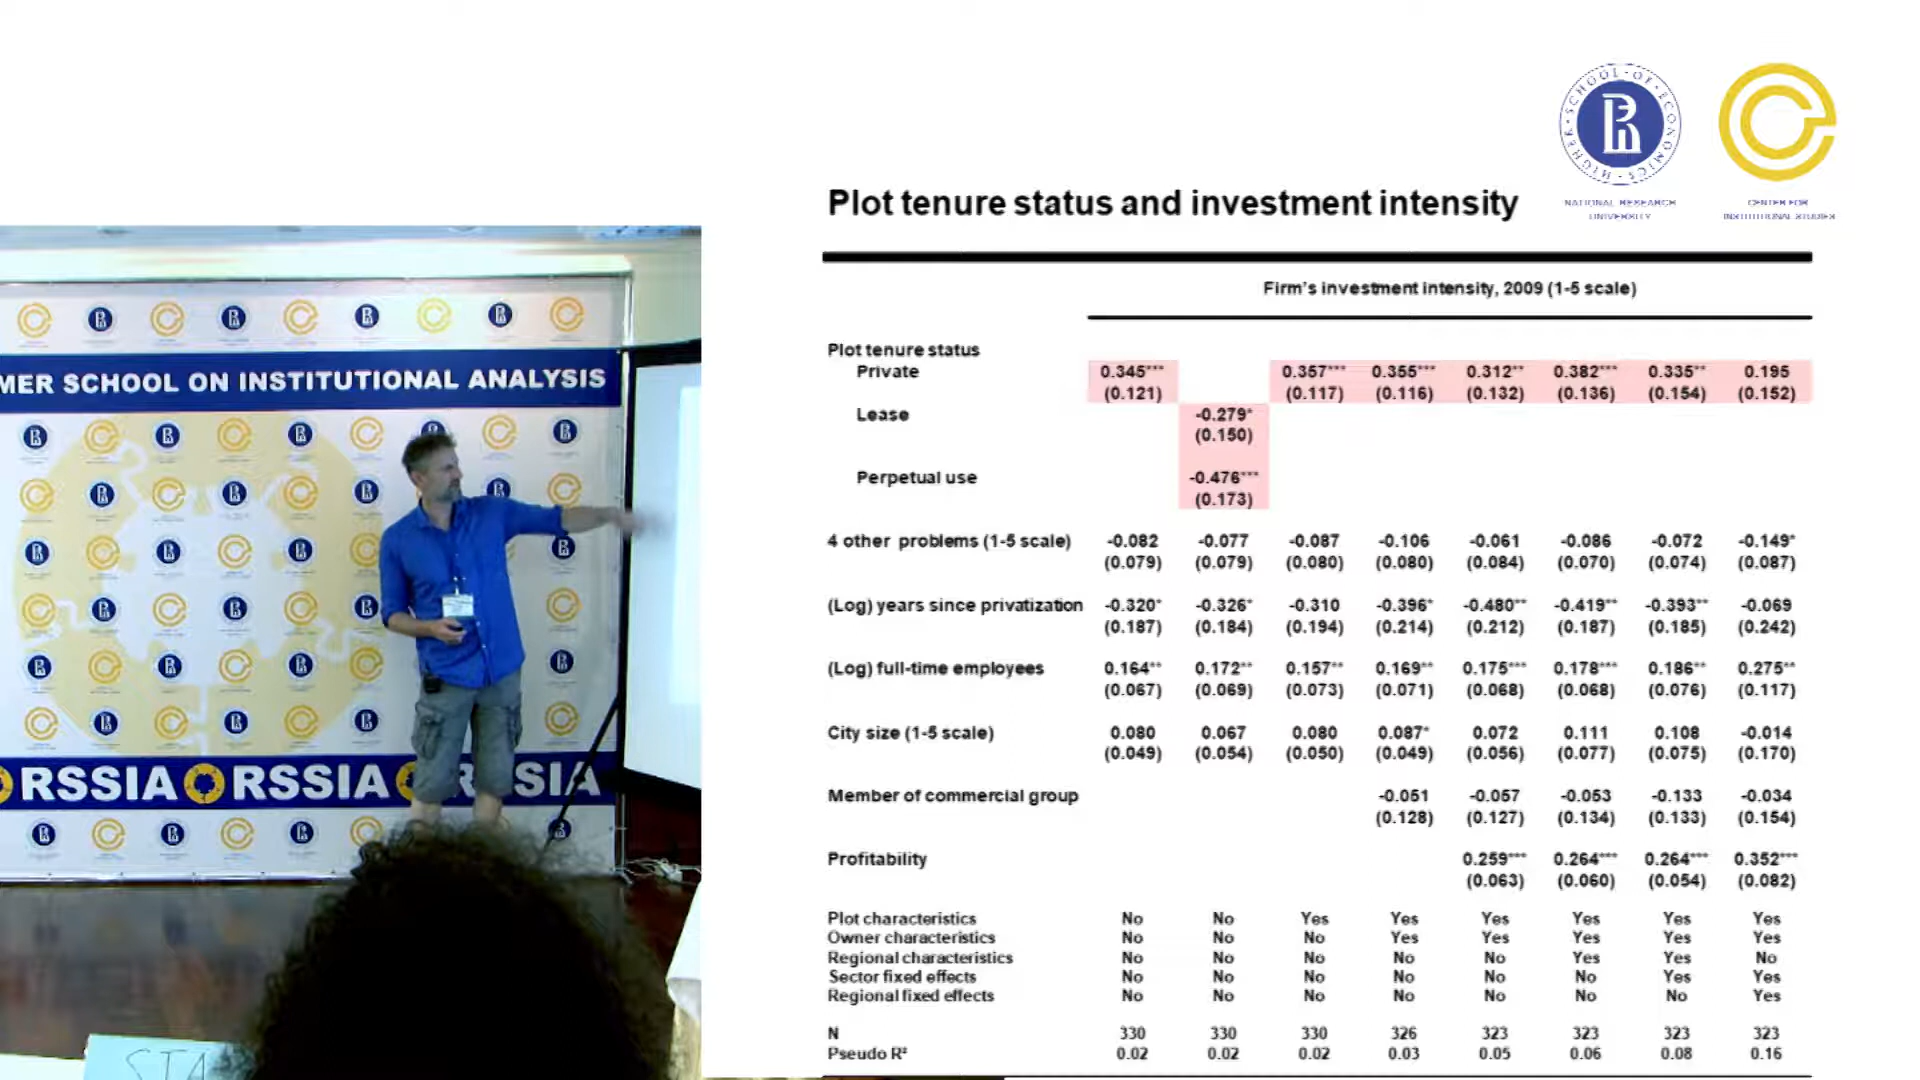 SCHOOL OF ECONOMICS HIGHER
NATIONAL RESEARCH
UNIVERSITY
CENTER FOR
INSTITUTIONAL STUDIES
Plot tenure status and investment intensity
Firm's investment intensity, 2009 (1-5 scale)
Plot tenure status
Private 0.345*** 0.357*** 0.355*** 0.312** 0.382*** 0.335** 0.195
(0.121) (0.117) (0.116) (0.132) (0.136) (0.154) (0.152)
Lease -0.279*
(0.150)
Perpetual use -0.476***
(0.173)
4 other problems (1-5 scale) -0.082 -0.077 -0.087 -0.106 -0.061 -0.086 -0.072 -0.149*
(0.079) (0.079) (0.080) (0.080) (0.084) (0.070) (0.074) (0.087)
(Log) years since privatization -0.320* -0.326* -0.310 -0.396* -0.480** -0.419** -0.393** -0.069
(0.187) (0.184) (0.194) (0.214) (0.212) (0.187) (0.185) (0.242)
(Log) full-time employees 0.164** 0.172** 0.157** 0.169** 0.175*** 0.178*** 0.186** 0.275**
(0.067) (0.069) (0.073) (0.071) (0.068) (0.068) (0.076) (0.117)
City size (1-5 scale) 0.080 0.067 0.080 0.087* 0.072 0.111 0.108 -0.014
(0.049) (0.054) (0.050) (0.049) (0.056) (0.077) (0.075) (0.170)
Member of commercial group -0.051 -0.057 -0.053 -0.133 -0.034
(0.128) (0.127) (0.134) (0.133) (0.154)
Profitability 0.259*** 0.264*** 0.264*** 0.352***
(0.063) (0.060) (0.054) (0.082)
Plot characteristics No No Yes Yes Yes Yes Yes Yes
Owner characteristics No No No Yes Yes Yes Yes Yes
Regional characteristics No No No No No Yes Yes No
Sector fixed effects No No No No No No Yes Yes
Regional fixed effects No No No No No No No Yes
N 330 330 330 326 323 323 323 323
Pseudo R² 0.02 0.02 0.02 0.03 0.05 0.06 0.08 0.16
MER SCHOOL ON INSTITUTIONAL ANALYSIS
RSSIA RSSIA R SIA
STA